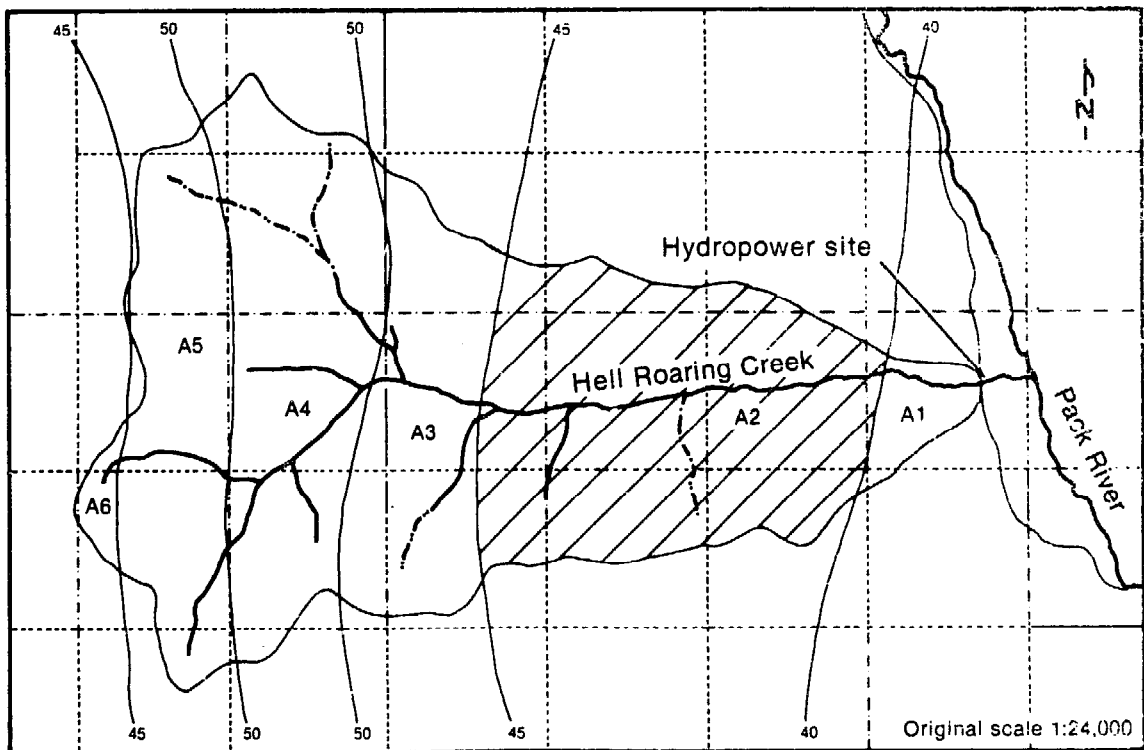 45
50
50
45
40
N
Hydropower site
A5
Hell Roaring Creek
A4
A3
A2
A1
Pack River
A6
45
50
50
45
40
Original scale 1:24,000